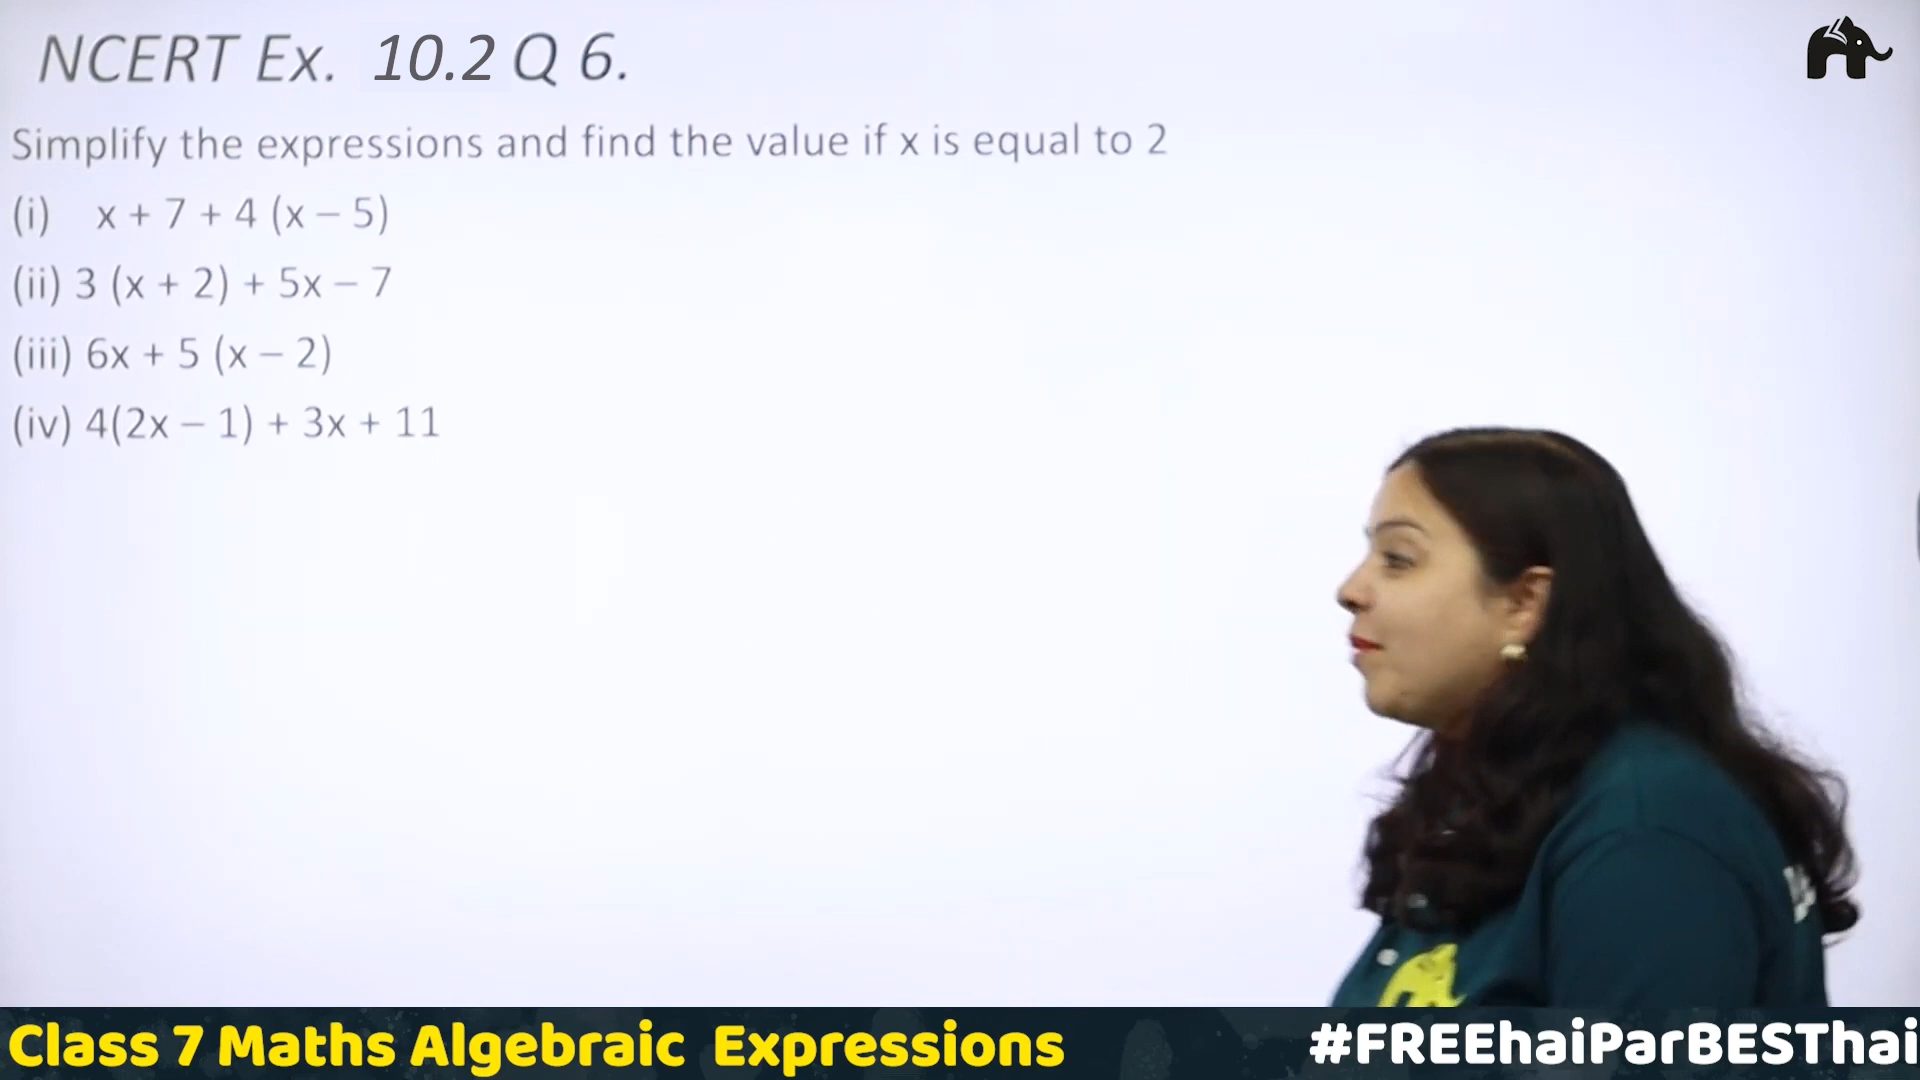 NCERT Ex. 10.2 Q 6.
Simplify the expressions and find the value if x is equal to 2
(i) x + 7 + 4 (x – 5)
(ii) 3 (x + 2) + 5x – 7
(iii) 6x + 5 (x – 2)
(iv) 4(2x – 1) + 3x + 11
Class 7 Maths Algebraic Expressions
#FREEhaiParBESThai